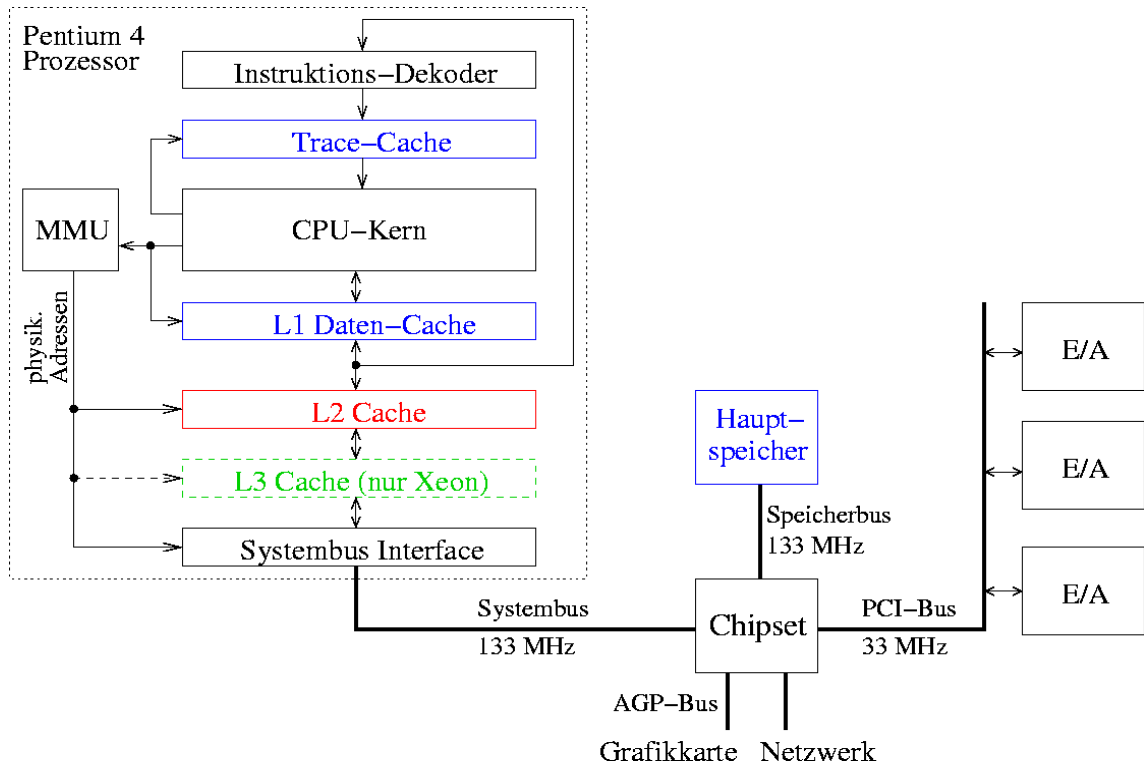 Pentium 4
Prozessor
Instruktions-Dekoder
Trace-Cache
MMU
CPU-Kern
physik.
Adressen
L1 Daten-Cache
L2 Cache
L3 Cache (nur Xeon)
Systembus Interface
Systembus
133 MHz
Haupt-
speicher
Speicherbus
133 MHz
Chipset
PCI-Bus
33 MHz
E/A
E/A
E/A
AGP-Bus
Grafikkarte
Netzwerk